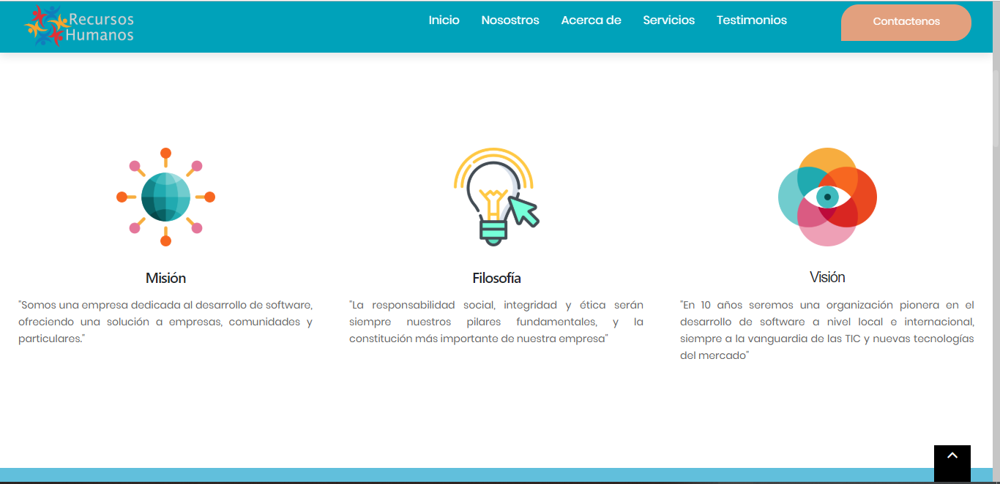 Recursos
Humanos
Inicio Nosostros Acerca de Servicios Testimonios Contactenos
Misión
"Somos una empresa dedicada al desarrollo de software,
ofreciendo una solución a empresas, comunidades y
particulares."
Filosofía
"La responsabilidad social, integridad y ética serán
siempre nuestros pilares fundamentales, y la
constitución más importante de nuestra empresa"
Visión
"En 10 años seremos una organización pionera en el
desarrollo de software a nivel local e internacional,
siempre a la vanguardia de las TIC y nuevas tecnologías
del mercado"